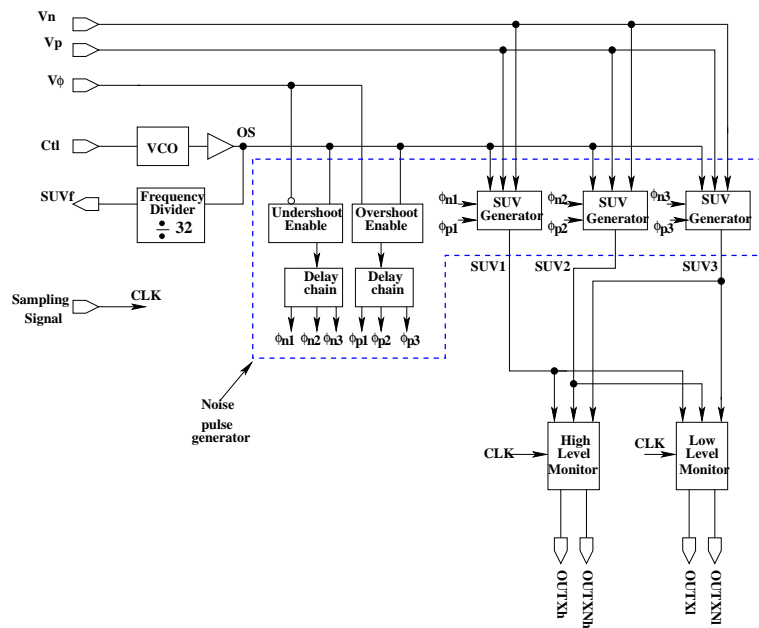 Vn
Vp
Vϕ
Ctl
VCO
OS
SUVf
Frequency
Divider
÷ 32
Undershoot
Enable
Overshoot
Enable
ϕn1
ϕp1
SUV
Generator
ϕn2
ϕp2
SUV
Generator
ϕn3
ϕp3
SUV
Generator
Delay
chain
Delay
chain
SUV1
SUV2
SUV3
Sampling
Signal
CLK
ϕn1
ϕn2
ϕn3
ϕp1
ϕp2
ϕp3
Noise
pulse
generator
CLK
High
Level
Monitor
CLK
Low
Level
Monitor
OUTXh
OUTXNh
OUTXl
OUTXNl